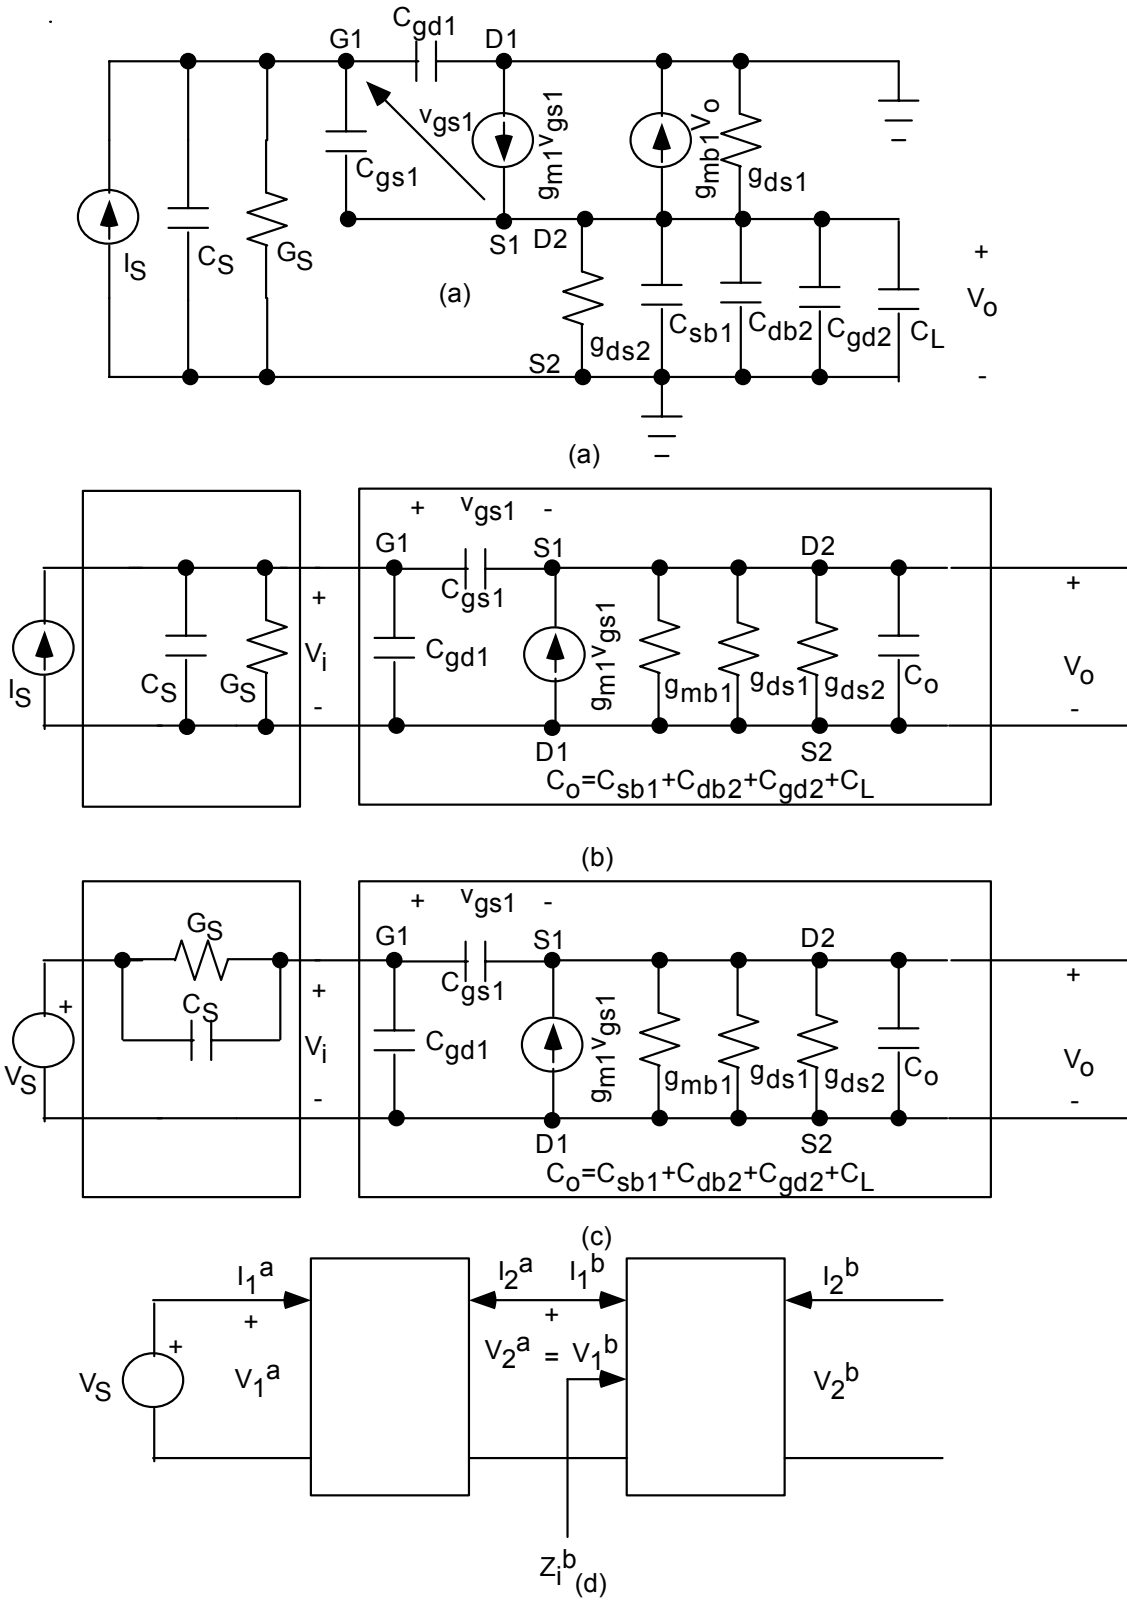 G1
Cgd1
D1
vgs1
Cgs1
gm1vgs1
gmb1Vo
gds1
IS
CS
GS
S1
D2
(a)
gds2
Csb1
Cdb2
Cgd2
CL
+
Vo
-
S2
(a)
+ vgs1 -
G1
S1
D2
Cgs1
IS
CS
GS
+
Vi
-
Cgd1
gm1vgs1
gmb1
gds1
gds2
Co
+
Vo
-
D1
S2
Co=Csb1+Cdb2+Cgd2+CL
(b)
+ vgs1 -
GS
G1
S1
D2
Cgs1
+
VS
CS
+
Vi
-
Cgd1
gm1vgs1
gmb1
gds1
gds2
Co
+
Vo
-
D1
S2
Co=Csb1+Cdb2+Cgd2+CL
(c)
I1a
I2a
I1b
I2b
+
+
+
VS
V1a
V2a = V1b
V2b
Zib
(d)